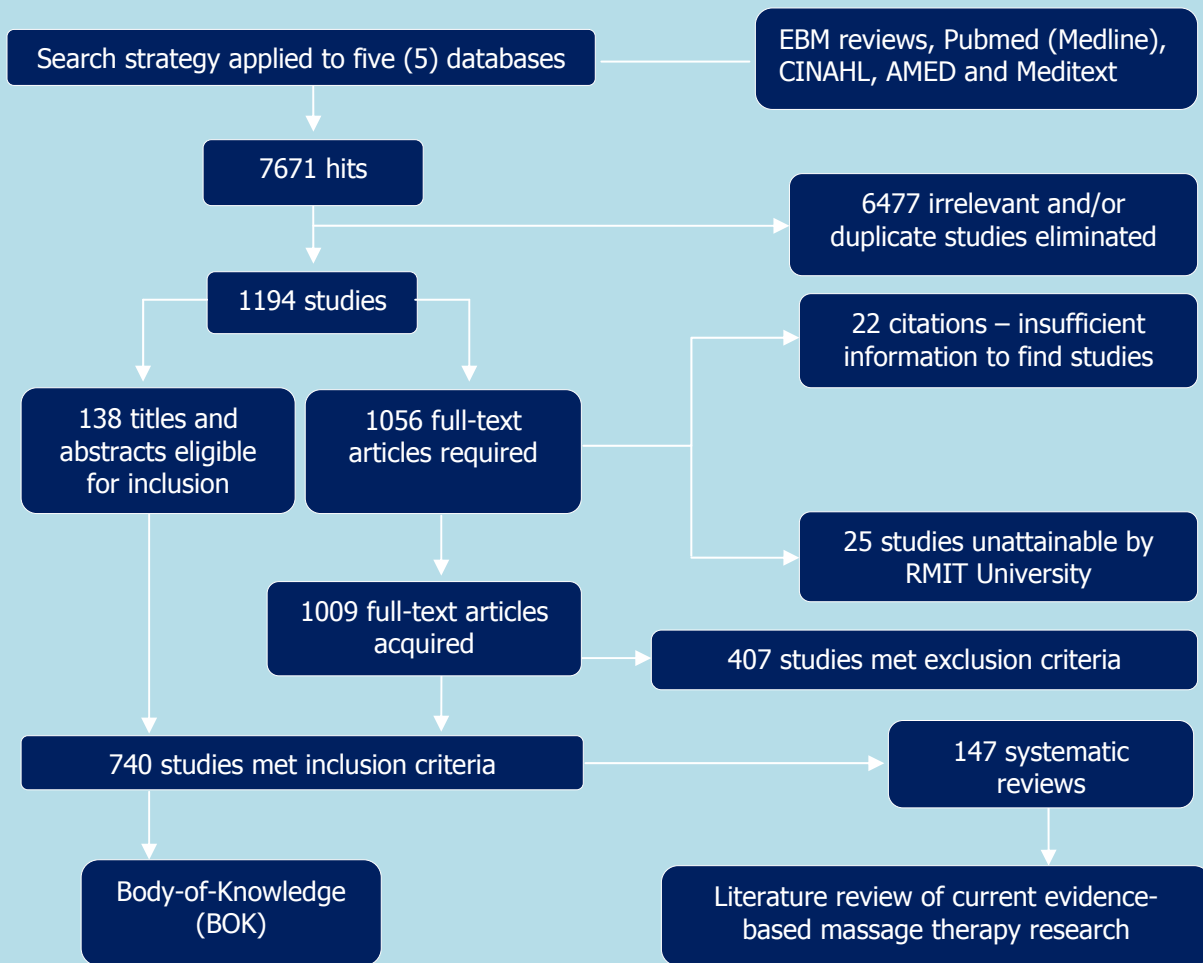 Search strategy applied to five (5) databases
EBM reviews, Pubmed (Medline),
CINAHL, AMED and Meditext
7671 hits
6477 irrelevant and/or
duplicate studies eliminated
1194 studies
22 citations – insufficient
information to find studies
138 titles and
abstracts eligible
for inclusion
1056 full-text
articles required
25 studies unattainable by
RMIT University
1009 full-text articles
acquired
407 studies met exclusion criteria
740 studies met inclusion criteria
147 systematic
reviews
Body-of-Knowledge
(BOK)
Literature review of current evidence-
based massage therapy research